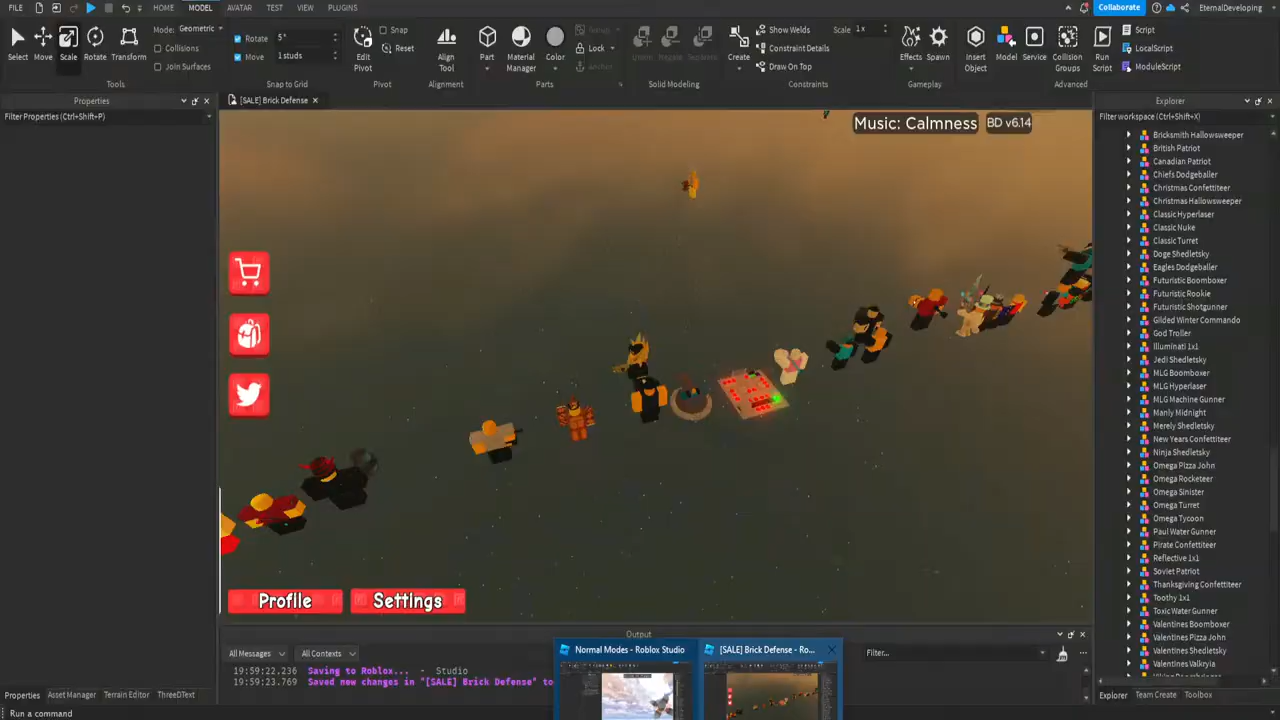 FILE HOME MODEL AVATAR TEST VIEW PLUGINS Collaborate EternalDeveloping
Select Move Scale Rotate Transform
Mode: Geometric
Collisions
Join Surfaces
Tools
Rotate 5°
Move 1 studs
Snap to Grid
Snap
Reset
Edit Pivot
Pivot
Align Tool
Alignment
Part Material Manager Color
Lock
Parts
Solid Modeling
Create
Show Welds
Constraint Details
Draw On Top
Scale 1x
Constraints
Effects Spawn
Gameplay
Insert Object Model Service Collision Groups Run Script
Script
LocalScript
ModuleScript
Advanced
Properties
Filter Properties (Ctrl+Shift+P)
[SALE] Brick Defense
Music: Calmness BD v6.14
Profile Settings
Explorer
Filter workspace (Ctrl+Shift+X)
Bricksmith Hallowsweeper
British Patriot
Canadian Patriot
Chiefs Dodgeballer
Christmas Confettiteer
Christmas Hallowsweeper
Classic Hyperlaser
Classic Nuke
Classic Turret
Doge Shedletsky
Eagles Dodgeballer
Futuristic Boomboxer
Futuristic Rookie
Futuristic Shotgunner
Gilded Winter Commando
God Troller
Illuminati 1x1
Jedi Shedletsky
MLG Boomboxer
MLG Hyperlaser
MLG Machine Gunner
Manly Midnight
Merely Shedletsky
New Years Confettiteer
Ninja Shedletsky
Omega Pizza John
Omega Rocketeer
Omega Sinister
Omega Turret
Omega Tycoon
Paul Water Gunner
Pirate Confettiteer
Reflective 1x1
Soviet Patriot
Thanksgiving Confettiteer
Toothy 1x1
Toxic Water Gunner
Valentines Boomboxer
Valentines Pizza John
Valentines Shedletsky
Valentines Valkyria
Output
All Messages All Contexts Filter...
19:59:22.236 Saving to Roblox... - Studio
19:59:23.769 Saved new changes in "[SALE] Brick Defense" to
Normal Modes - Roblox Studio
[SALE] Brick Defense - Ro...
Properties Asset Manager Terrain Editor ThreeDText
Explorer Team Create Toolbox
Run a command